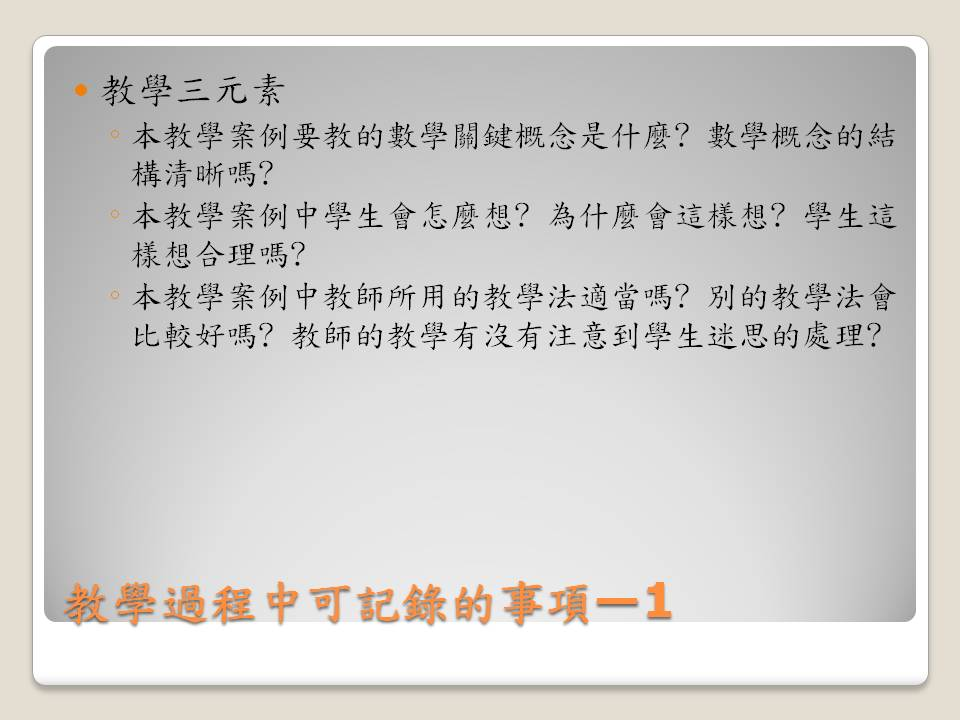 教學三元素
本教學案例要教的數學關鍵概念是什麼？數學概念的結
構清晰嗎？
本教學案例中學生會怎麼想？為什麼會這樣想？學生這
樣想合理嗎？
本教學案例中教師所用的教學法適當嗎？別的教學法會
比較好嗎？教師的教學有沒有注意到學生迷思的處理？
教學過程中可記錄的事項—1